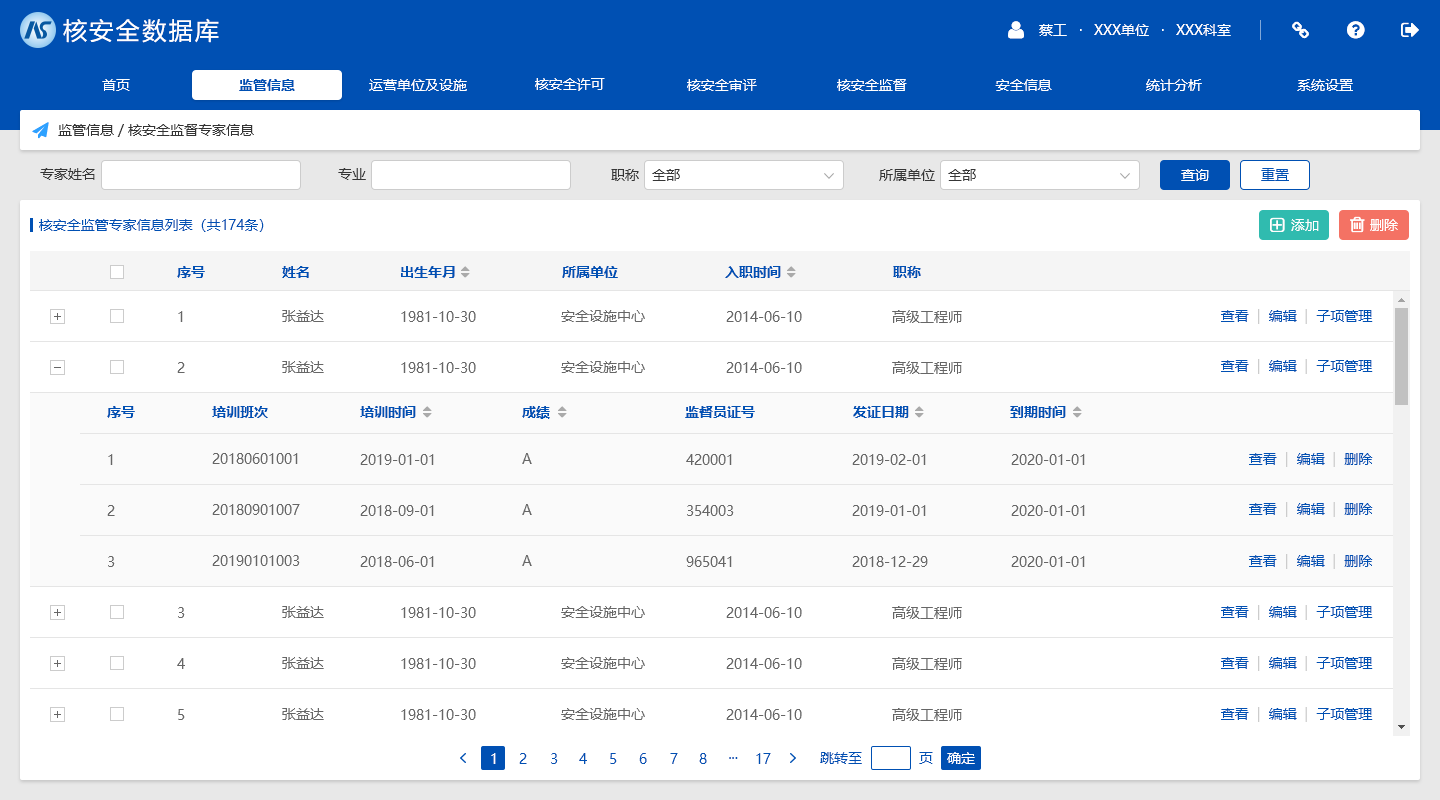 核安全数据库
蔡工 · XXX单位 · XXX科室
首页 监管信息 运营单位及设施 核安全许可 核安全审评 核安全监督 安全信息 统计分析 系统设置
监管信息 / 核安全监督专家信息
专家姓名 专业 职称 全部 所属单位 全部 查询 重置
核安全监管专家信息列表（共174条） 添加 删除
序号 姓名 出生年月 所属单位 入职时间 职称
1 张益达 1981-10-30 安全设施中心 2014-06-10 高级工程师 查看 | 编辑 | 子项管理
2 张益达 1981-10-30 安全设施中心 2014-06-10 高级工程师 查看 | 编辑 | 子项管理
序号 培训班次 培训时间 成绩 监督员证号 发证日期 到期时间
1 20180601001 2019-01-01 A 420001 2019-02-01 2020-01-01 查看 | 编辑 | 删除
2 20180901007 2018-09-01 A 354003 2019-01-01 2020-01-01 查看 | 编辑 | 删除
3 20190101003 2018-06-01 A 965041 2018-12-29 2020-01-01 查看 | 编辑 | 删除
3 张益达 1981-10-30 安全设施中心 2014-06-10 高级工程师 查看 | 编辑 | 子项管理
4 张益达 1981-10-30 安全设施中心 2014-06-10 高级工程师 查看 | 编辑 | 子项管理
5 张益达 1981-10-30 安全设施中心 2014-06-10 高级工程师 查看 | 编辑 | 子项管理
< 1 2 3 4 5 6 7 8 ··· 17 > 跳转至 页 确定